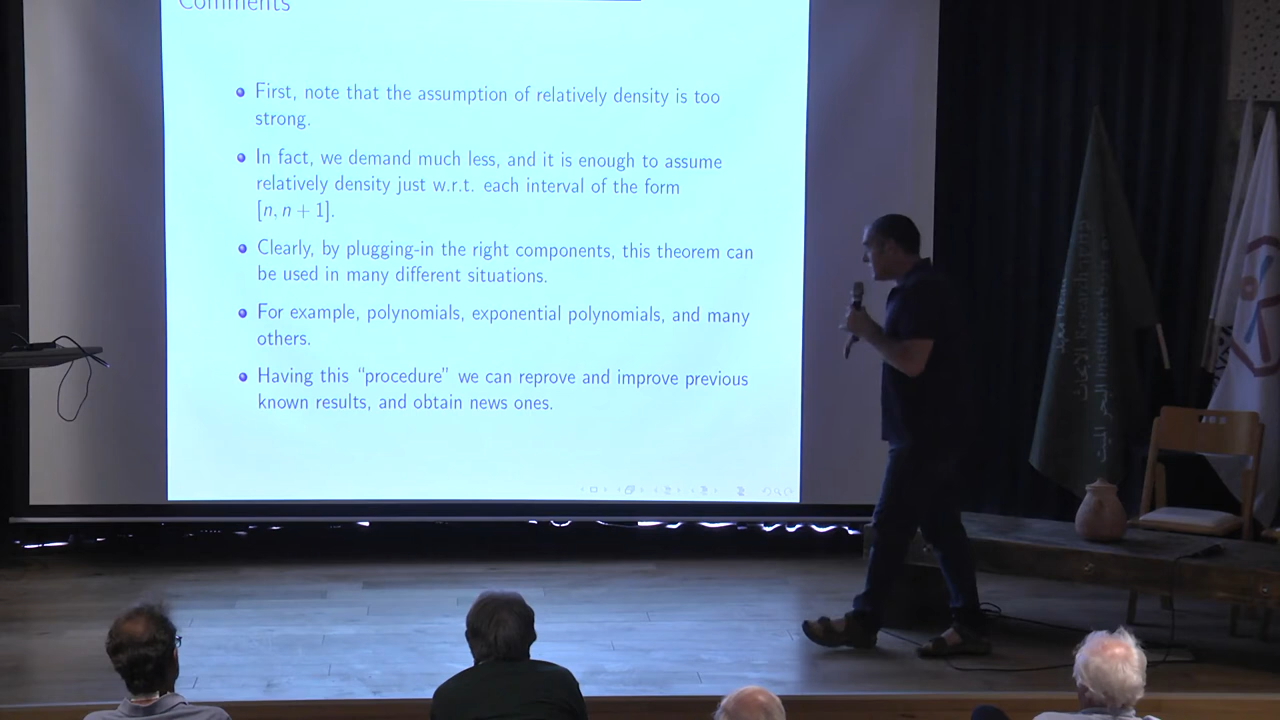 Comments
First, note that the assumption of relatively density is too
strong.
In fact, we demand much less, and it is enough to assume
relatively density just w.r.t. each interval of the form
[n, n + 1].
Clearly, by plugging-in the right components, this theorem can
be used in many different situations.
For example, polynomials, exponential polynomials, and many
others.
Having this “procedure” we can reprove and improve previous
known results, and obtain news ones.